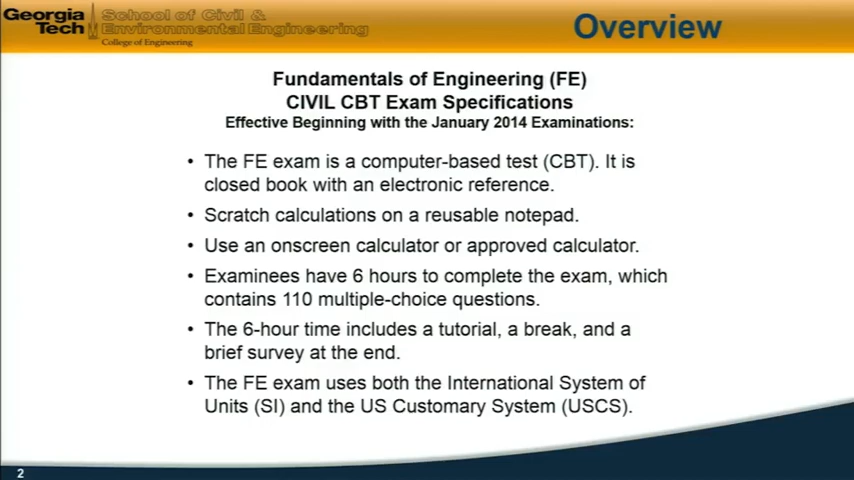 Georgia Tech
School of Civil &
Environmental Engineering
College of Engineering
Overview
Fundamentals of Engineering (FE)
CIVIL CBT Exam Specifications
Effective Beginning with the January 2014 Examinations:
• The FE exam is a computer-based test (CBT). It is
closed book with an electronic reference.
• Scratch calculations on a reusable notepad.
• Use an onscreen calculator or approved calculator.
• Examinees have 6 hours to complete the exam, which
contains 110 multiple-choice questions.
• The 6-hour time includes a tutorial, a break, and a
brief survey at the end.
• The FE exam uses both the International System of
Units (SI) and the US Customary System (USCS).
2